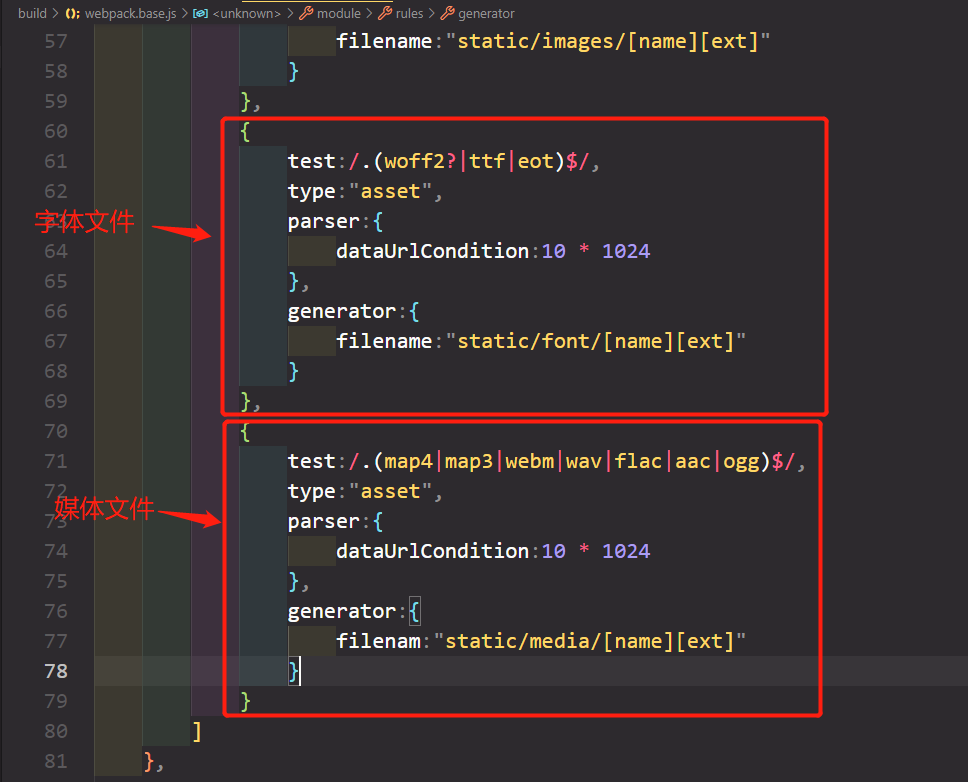 build > webpack.base.js > <unknown> > module > rules > generator
57 filename:"static/images/[name][ext]"
58 }
59 },
60 {
61 test:/.(woff2?|ttf|eot)$/,
62 type:"asset",
63 parser:{
字体文件
64 dataUrlCondition:10 * 1024
65 },
66 generator:{
67 filename:"static/font/[name][ext]"
68 }
69 },
70 {
71 test:/.(map4|map3|webm|wav|flac|aac|ogg)$/,
72 type:"asset",
媒体文件
73 parser:{
74 dataUrlCondition:10 * 1024
75 },
76 generator:{
77 filenam:"static/media/[name][ext]"
78 }
79 }
80 ]
81 },